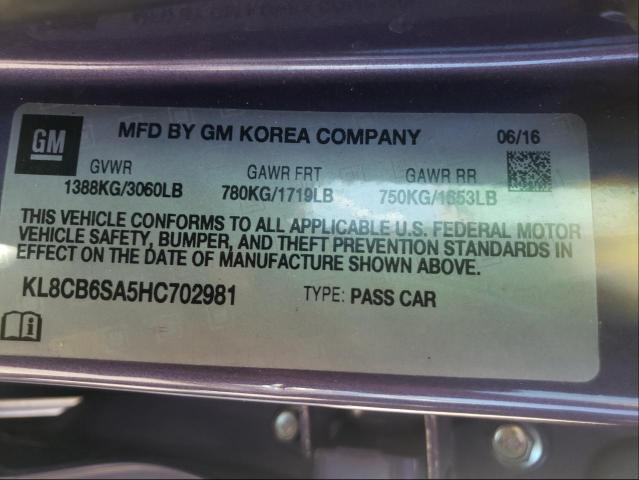 GM
MFD BY GM KOREA COMPANY 06/16
GVWR GAWR FRT GAWR RR
1388KG/3060LB 780KG/1719LB 750KG/1653LB
THIS VEHICLE CONFORMS TO ALL APPLICABLE U.S. FEDERAL MOTOR
VEHICLE SAFETY, BUMPER, AND THEFT PREVENTION STANDARDS IN
EFFECT ON THE DATE OF MANUFACTURE SHOWN ABOVE.
KL8CB6SA5HC702981 TYPE: PASS CAR